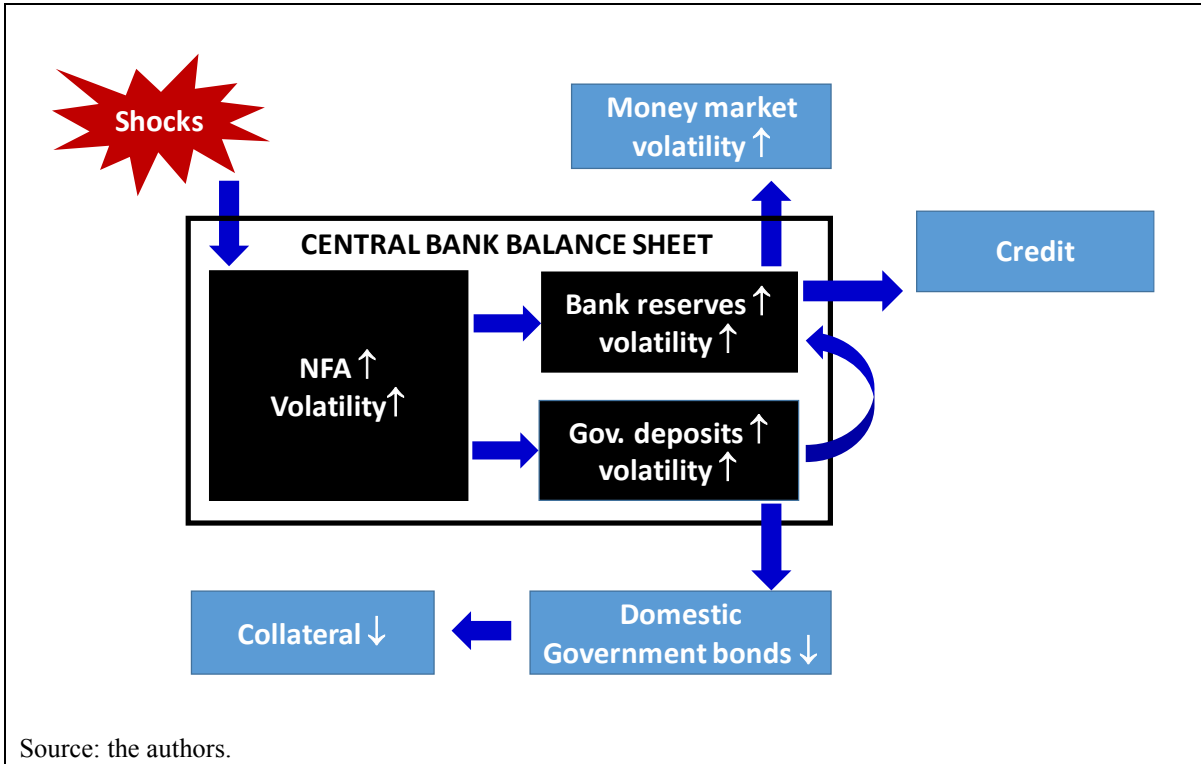 Shocks
Money market
volatility ↑
CENTRAL BANK BALANCE SHEET
Credit
NFA ↑
Volatility↑
Bank reserves ↑
volatility ↑
Gov. deposits ↑
volatility ↑
Collateral ↓
Domestic
Government bonds ↓
Source: the authors.